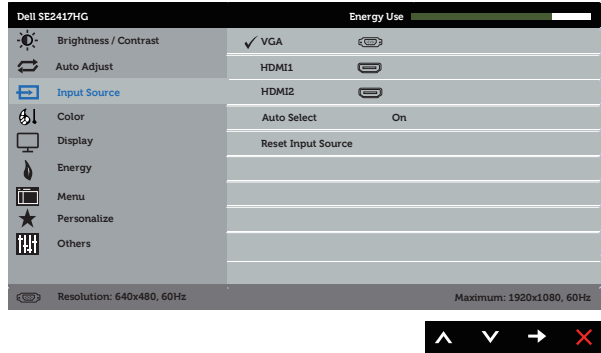 Dell SE2417HG Energy Use
Brightness / Contrast VGA
Auto Adjust HDMI1
Input Source HDMI2
Color Auto Select On
Display Reset Input Source
Energy
Menu
Personalize
Others
Resolution: 640x480, 60Hz Maximum: 1920x1080, 60Hz